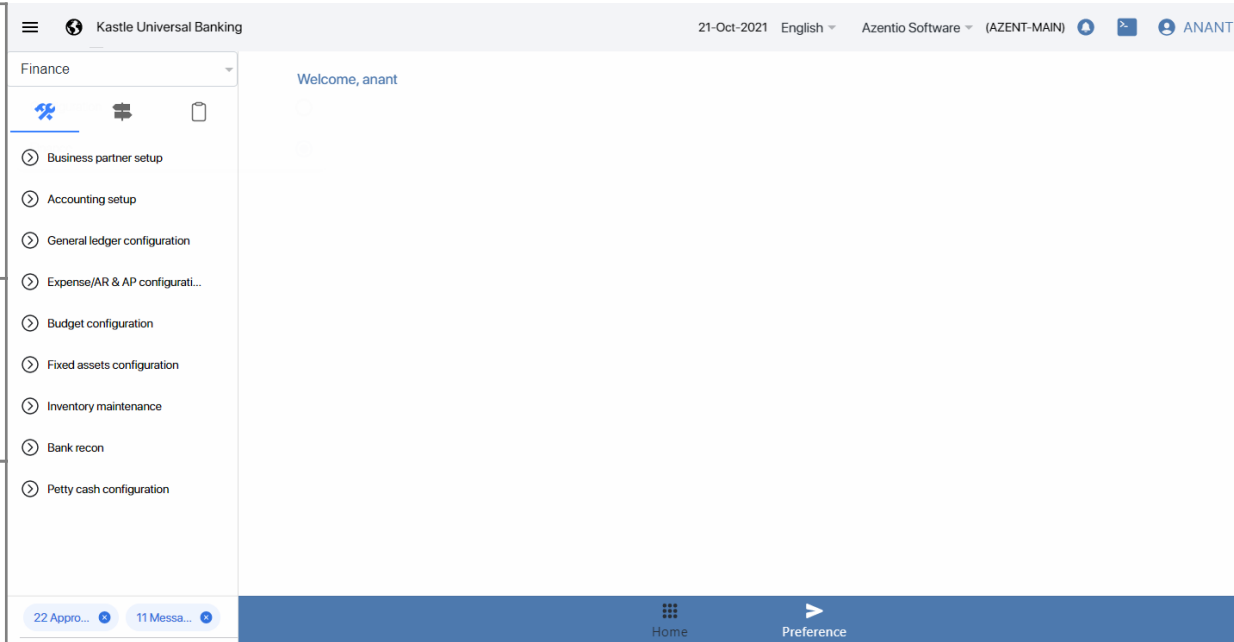 Kastle Universal Banking
21-Oct-2021 English Azentio Software (AZENT-MAIN) ANANT
Finance
Welcome, anant
Business partner setup
Accounting setup
General ledger configuration
Expense/AR & AP configurati...
Budget configuration
Fixed assets configuration
Inventory maintenance
Bank recon
Petty cash configuration
22 Appro... 11 Messa...
Home Preference